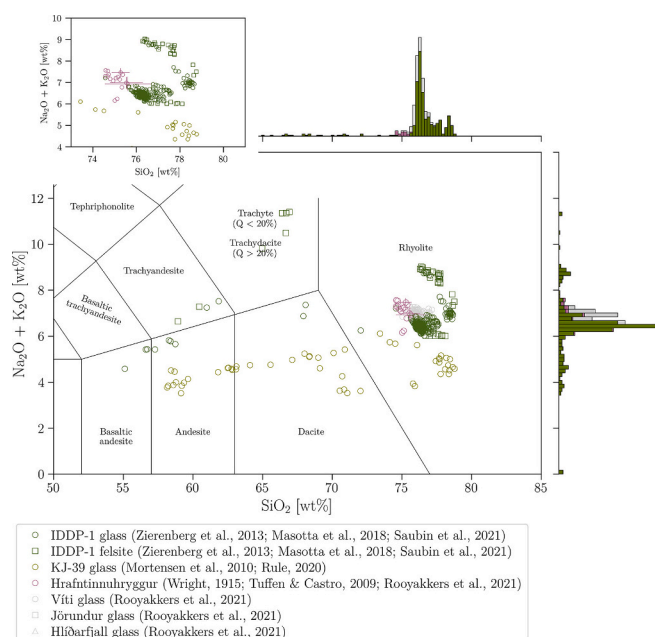 10
9
8
7
6
5
4
Na₂O + K₂O [wt%]
74 76 78 80
SiO₂ [wt%]
12
10
8
6
4
2
0
Na₂O + K₂O [wt%]
Tephriphonolite
Trachyte
(Q < 20%)
Trachydacite
(Q > 20%)
Rhyolite
Trachyandesite
Basaltic
trachyandesite
Basaltic
andesite
Andesite
Dacite
50 55 60 65 70 75 80 85
SiO₂ [wt%]
IDDP-1 glass (Zierenberg et al., 2013; Masotta et al., 2018; Saubin et al., 2021)
IDDP-1 felsite (Zierenberg et al., 2013; Masotta et al., 2018; Saubin et al., 2021)
KJ-39 glass (Mortensen et al., 2010; Rule, 2020)
Hrafntinnuhryggur (Wright, 1915; Tuffen & Castro, 2009; Rooyakkers et al., 2021)
Víti glass (Rooyakkers et al., 2021)
Jörundur glass (Rooyakkers et al., 2021)
Hlíðarfjall glass (Rooyakkers et al., 2021)